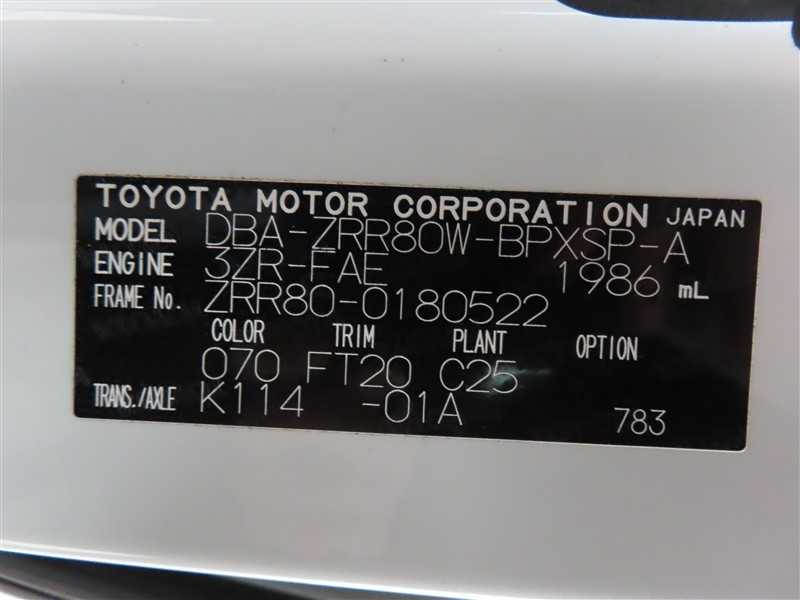 TOYOTA MOTOR CORPORATION JAPAN
MODEL DBA-ZRR80W-BPXSP-A
ENGINE 3ZR-FAE 1986 mL
FRAME No. ZRR80-0180522
COLOR TRIM PLANT OPTION
070 FT20 C25
TRANS./AXLE K114 -01A 783